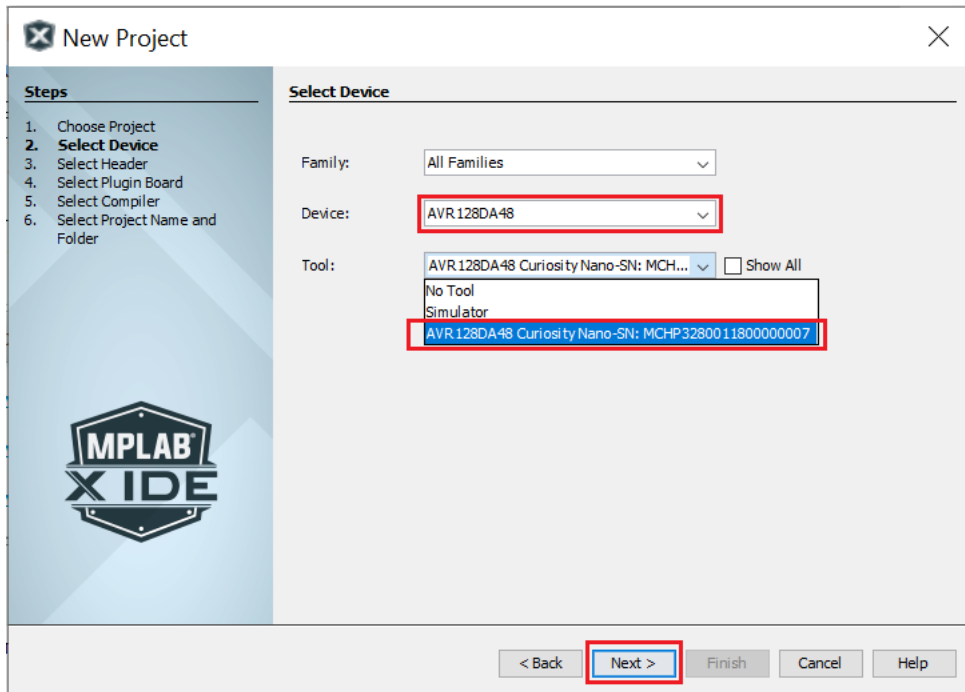 New Project
Steps
1. Choose Project
2. Select Device
3. Select Header
4. Select Plugin Board
5. Select Compiler
6. Select Project Name and
Folder
MPLAB®
X IDE
Select Device
Family: All Families
Device: AVR128DA48
Tool: AVR128DA48 Curiosity Nano-SN: MCH... Show All
No Tool
Simulator
AVR128DA48 Curiosity Nano-SN: MCHP3280011800000007
< Back Next > Finish Cancel Help